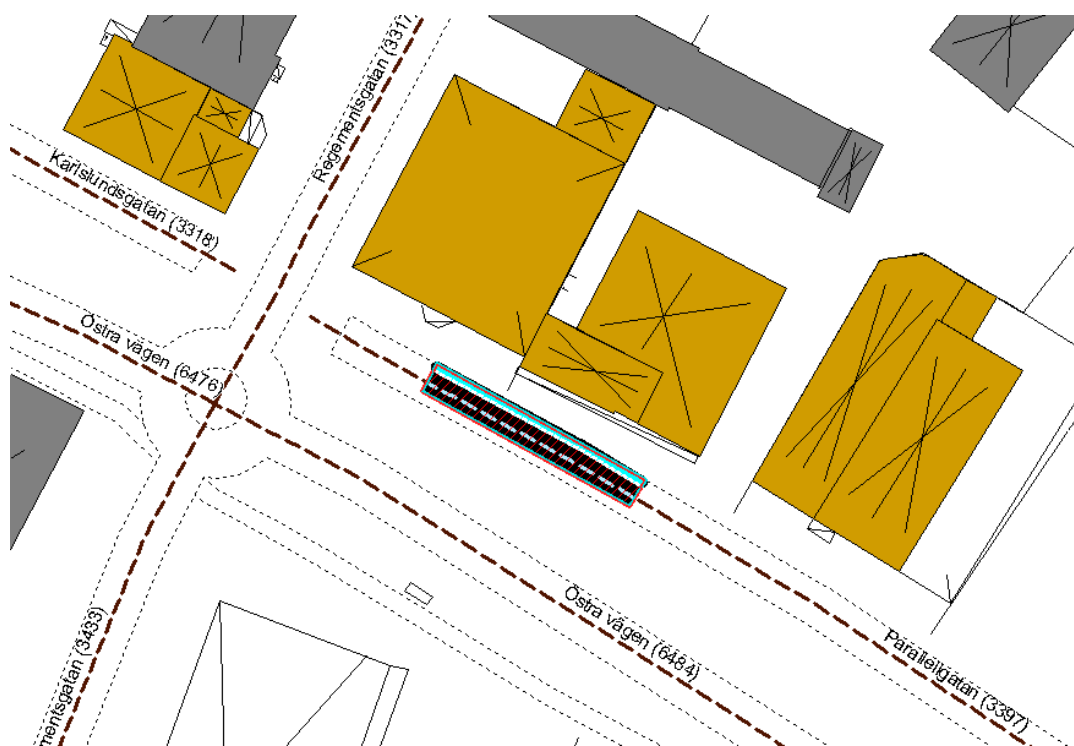 Regementsgatan (3317)
Karlslundsgatan (3318)
Östra vägen (6476)
Östra vägen (6484)
Parallellgatan (3397)
mentsgatan (3433)